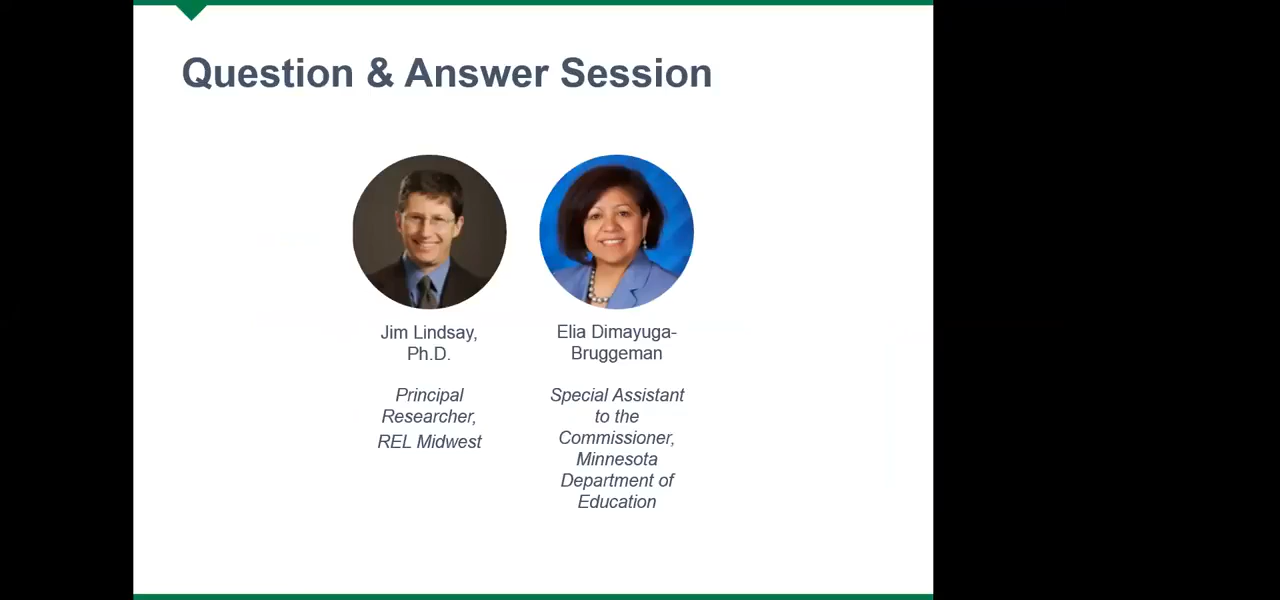 Question & Answer Session
Jim Lindsay,
Ph.D.
Principal
Researcher,
REL Midwest
Elia Dimayuga-
Bruggeman
Special Assistant
to the
Commissioner,
Minnesota
Department of
Education